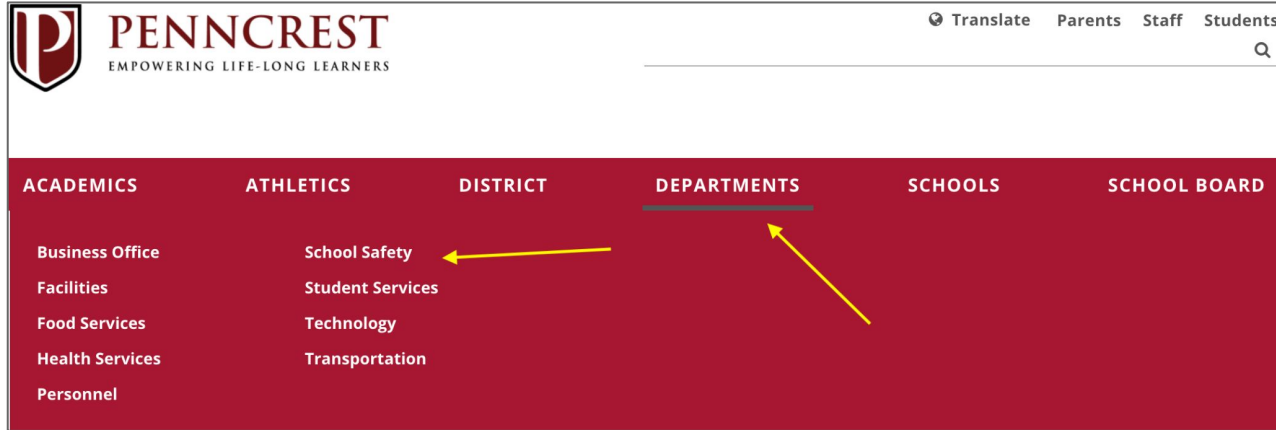 P
PENNCREST
EMPOWERING LIFE-LONG LEARNERS
Translate Parents Staff Students
ACADEMICS ATHLETICS DISTRICT DEPARTMENTS SCHOOLS SCHOOL BOARD
Business Office School Safety
Facilities Student Services
Food Services Technology
Health Services Transportation
Personnel